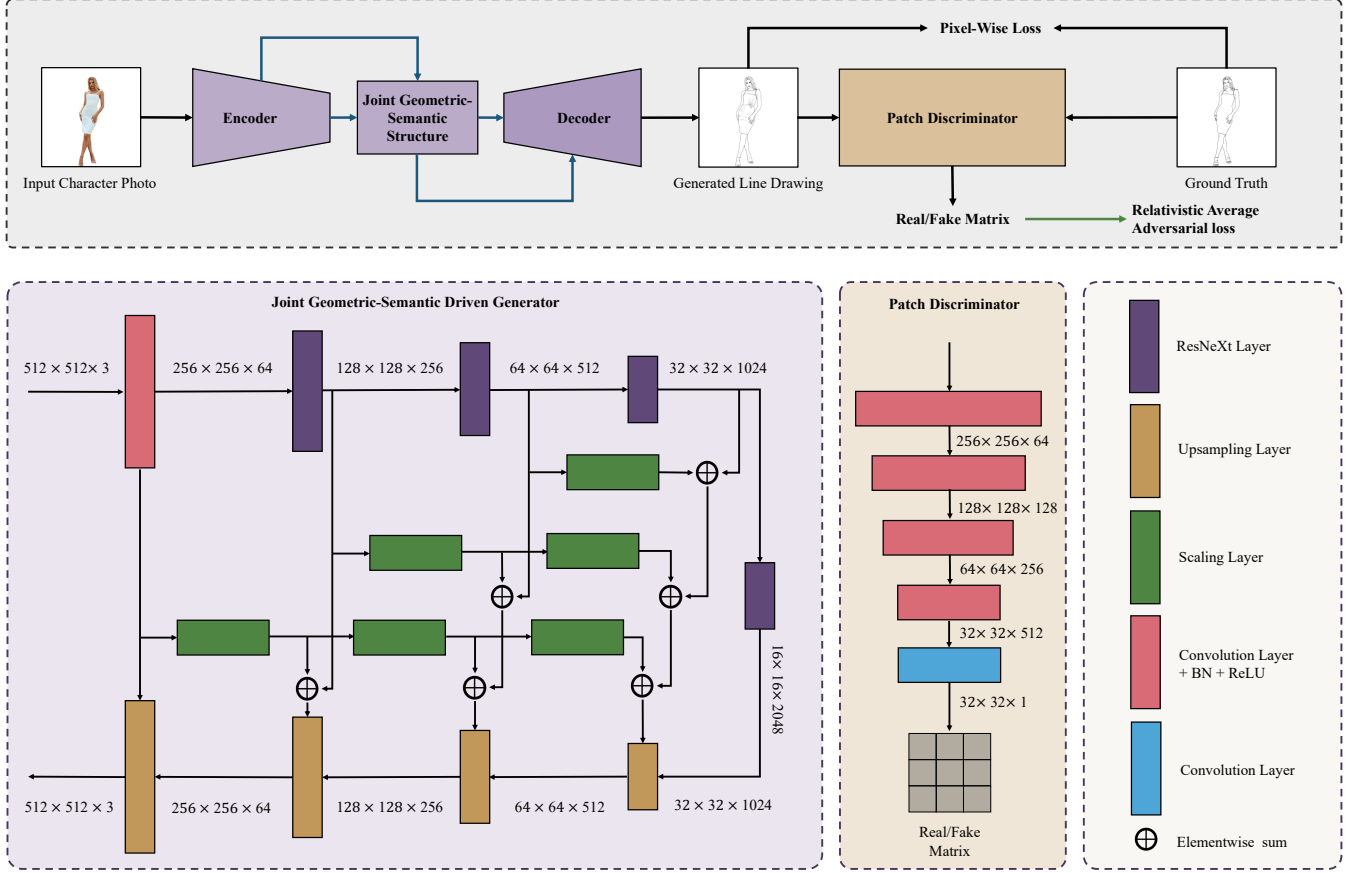 Pixel-Wise Loss
Encoder
Joint Geometric-
Semantic
Structure
Decoder
Patch Discriminator
Input Character Photo
Generated Line Drawing
Ground Truth
Real/Fake Matrix
Relativistic Average
Adversarial loss
Joint Geometric-Semantic Driven Generator
512 × 512× 3
256 × 256 × 64
128 × 128 × 256
64 × 64 × 512
32 × 32 × 1024
16× 16× 2048
512 × 512 × 3
256 × 256 × 64
128 × 128 × 256
64 × 64 × 512
32 × 32 × 1024
Patch Discriminator
256× 256× 64
128× 128× 128
64× 64× 256
32× 32× 512
32× 32× 1
Real/Fake
Matrix
ResNeXt Layer
Upsampling Layer
Scaling Layer
Convolution Layer
+ BN + ReLU
Convolution Layer
Elementwise sum